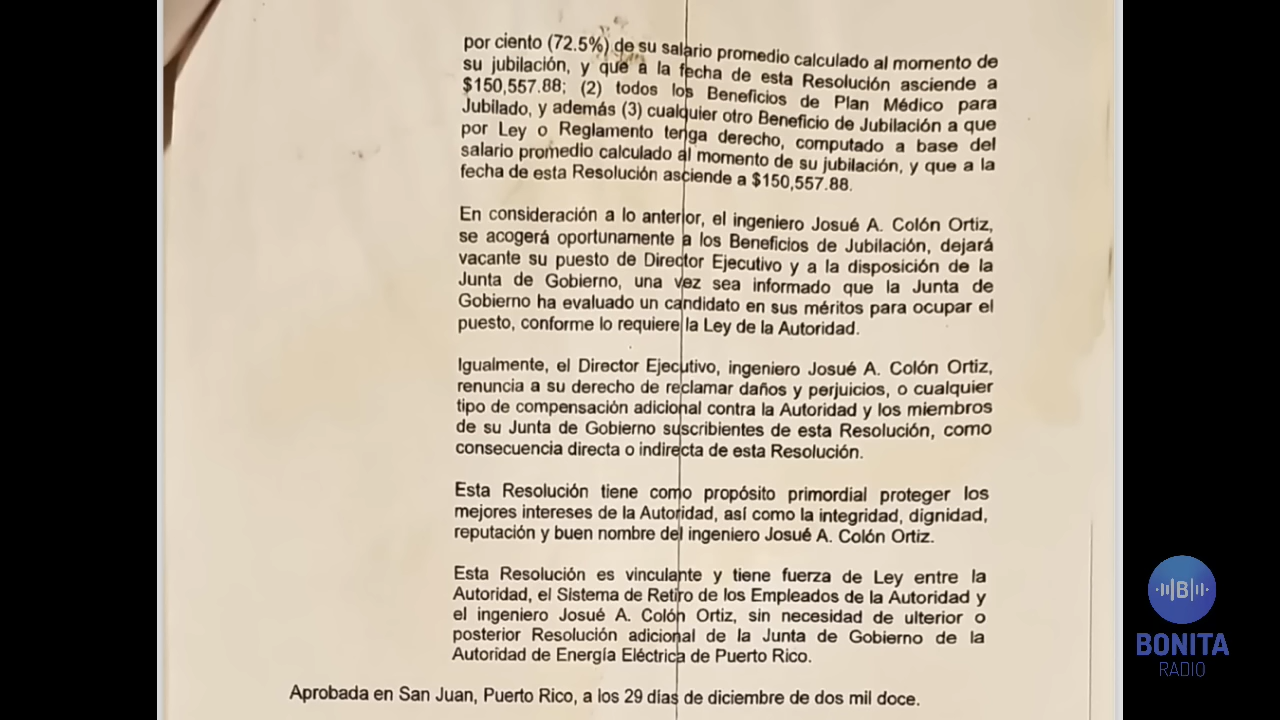 por ciento (72.5%) de su salario promedio calculado al momento de
su jubilación, y que a la fecha de esta Resolución asciende a
$150,557.88; (2) todos los Beneficios de Plan Médico para
Jubilado, y además (3) cualquier otro Beneficio de Jubilación a que
por Ley o Reglamento tenga derecho, computado a base del
salario promedio calculado al momento de su jubilación, y que a la
fecha de esta Resolución asciende a $150,557.88.
En consideración a lo anterior, el ingeniero Josué A. Colón Ortiz,
se acogerá oportunamente a los Beneficios de Jubilación, dejará
vacante su puesto de Director Ejecutivo y a la disposición de la
Junta de Gobierno, una vez sea informado que la Junta de
Gobierno ha evaluado un candidato en sus méritos para ocupar el
puesto, conforme lo requiere la Ley de la Autoridad.
Igualmente, el Director Ejecutivo, ingeniero Josué A. Colón Ortiz,
renuncia a su derecho de reclamar daños y perjuicios, o cualquier
tipo de compensación adicional contra la Autoridad y los miembros
de su Junta de Gobierno suscribientes de esta Resolución, como
consecuencia directa o indirecta de esta Resolución.
Esta Resolución tiene como propósito primordial proteger los
mejores intereses de la Autoridad, así como la integridad, dignidad,
reputación y buen nombre del ingeniero Josué A. Colón Ortiz.
Esta Resolución es vinculante y tiene fuerza de Ley entre la
Autoridad, el Sistema de Retiro de los Empleados de la Autoridad y
el ingeniero Josué A. Colón Ortiz, sin necesidad de ulterior o
posterior Resolución adicional de la Junta de Gobierno de la
Autoridad de Energía Eléctrica de Puerto Rico.
Aprobada en San Juan, Puerto Rico, a los 29 días de diciembre de dos mil doce.
B
BONITA
RADIO